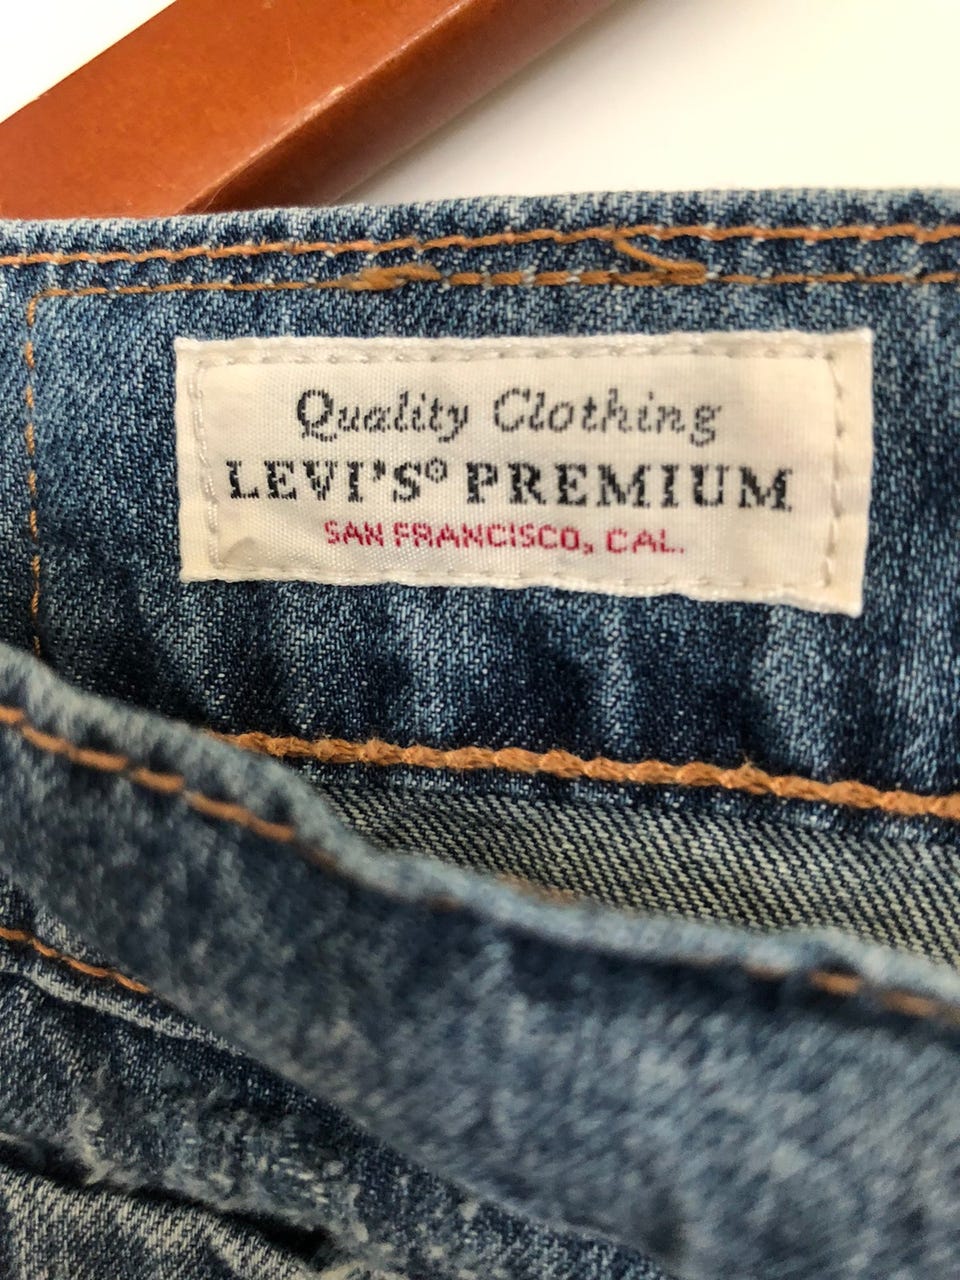 Quality Clothing
LEVI'S® PREMIUM
SAN FRANCISCO, CAL.